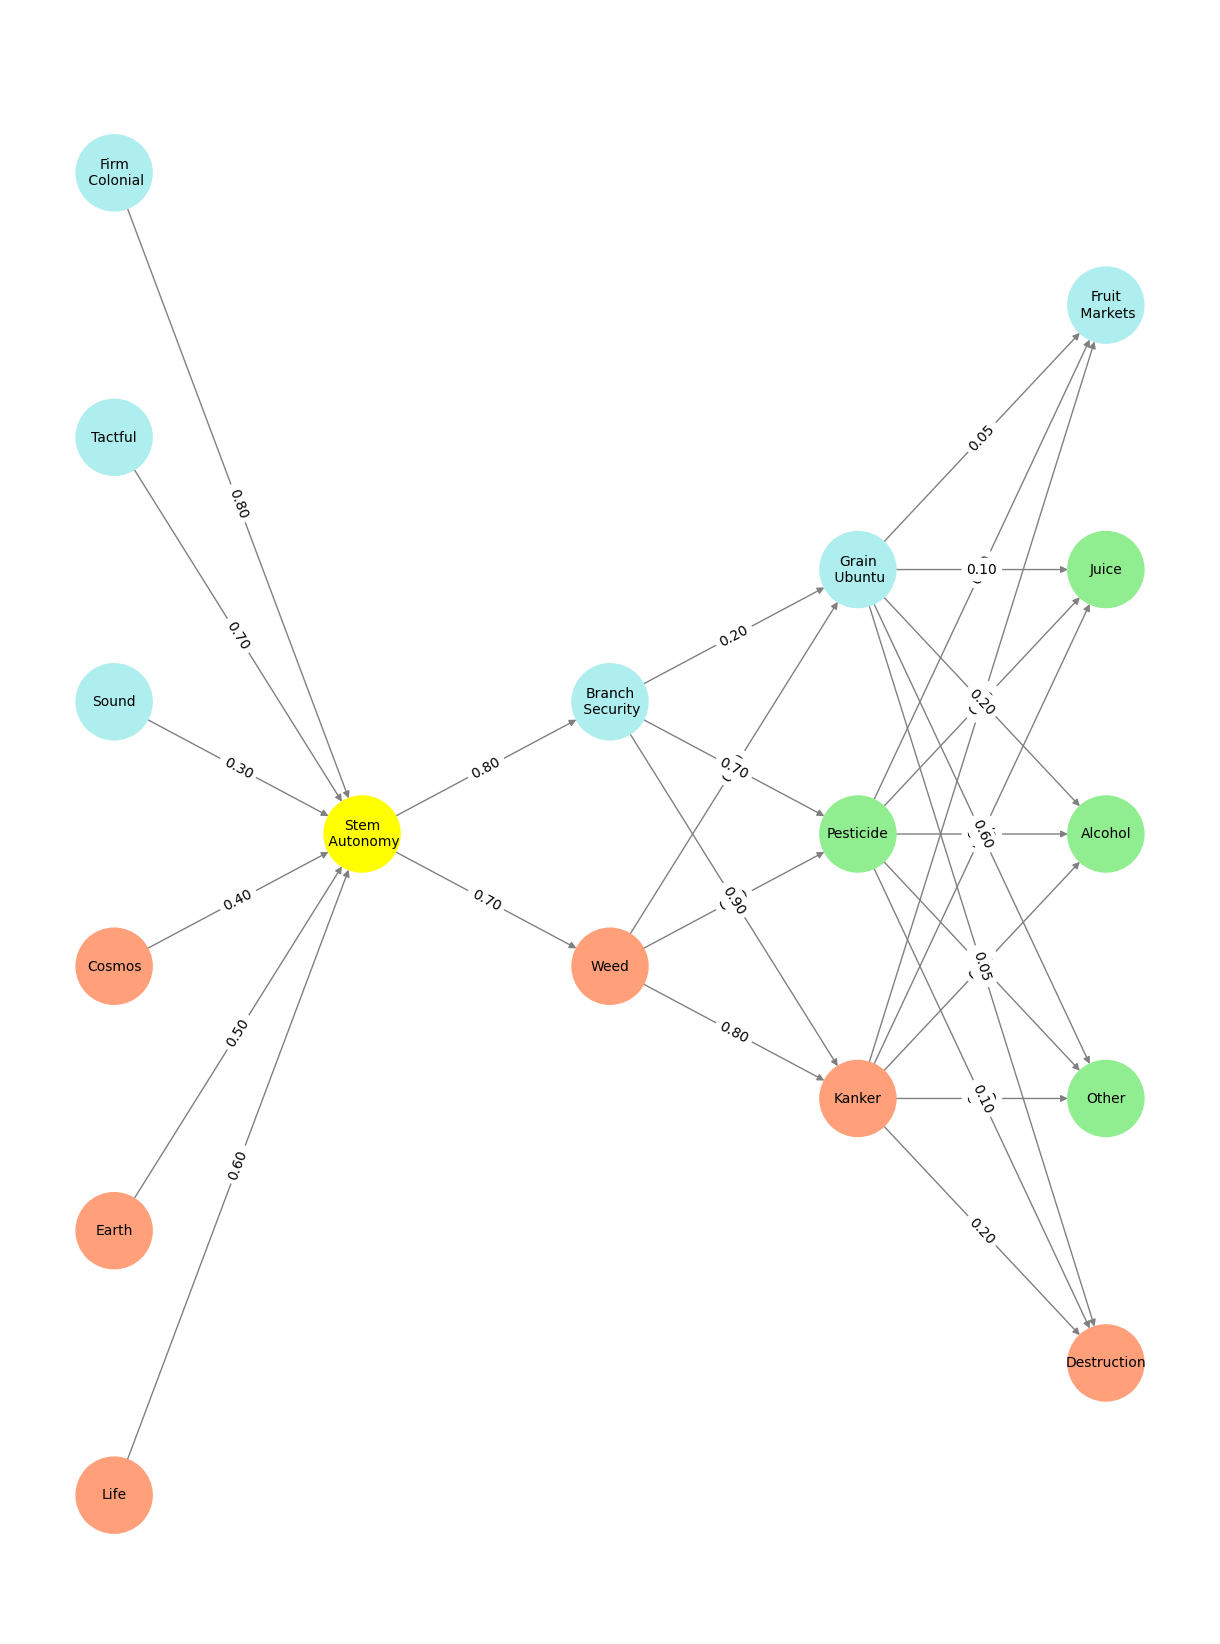 Firm
Colonial
Fruit
Markets
0.05
Tactful
0.80
Grain
Ubuntu
0.10
Juice
0.70
0.20
Sound
Branch
Security
0.20
0.30
0.80
0.70
Stem
Autonomy
Pesticide
0.60
Alcohol
0.40
0.70
0.90
Cosmos
Weed
0.05
0.50
0.80
Kanker
0.10
Other
0.60
Earth
0.20
Destruction
Life